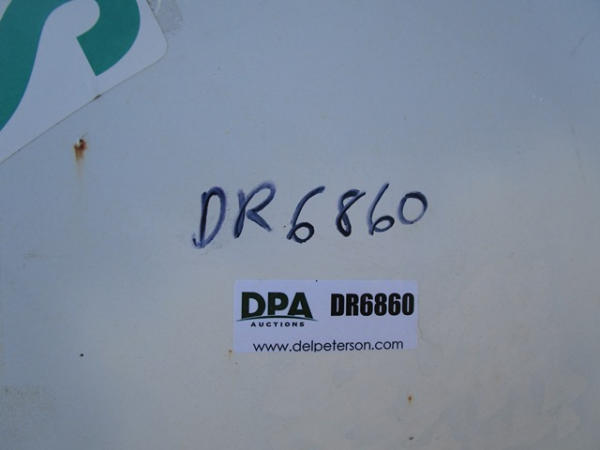 S
DR6860
DPA DR6860
AUCTIONS
www.delpeterson.com